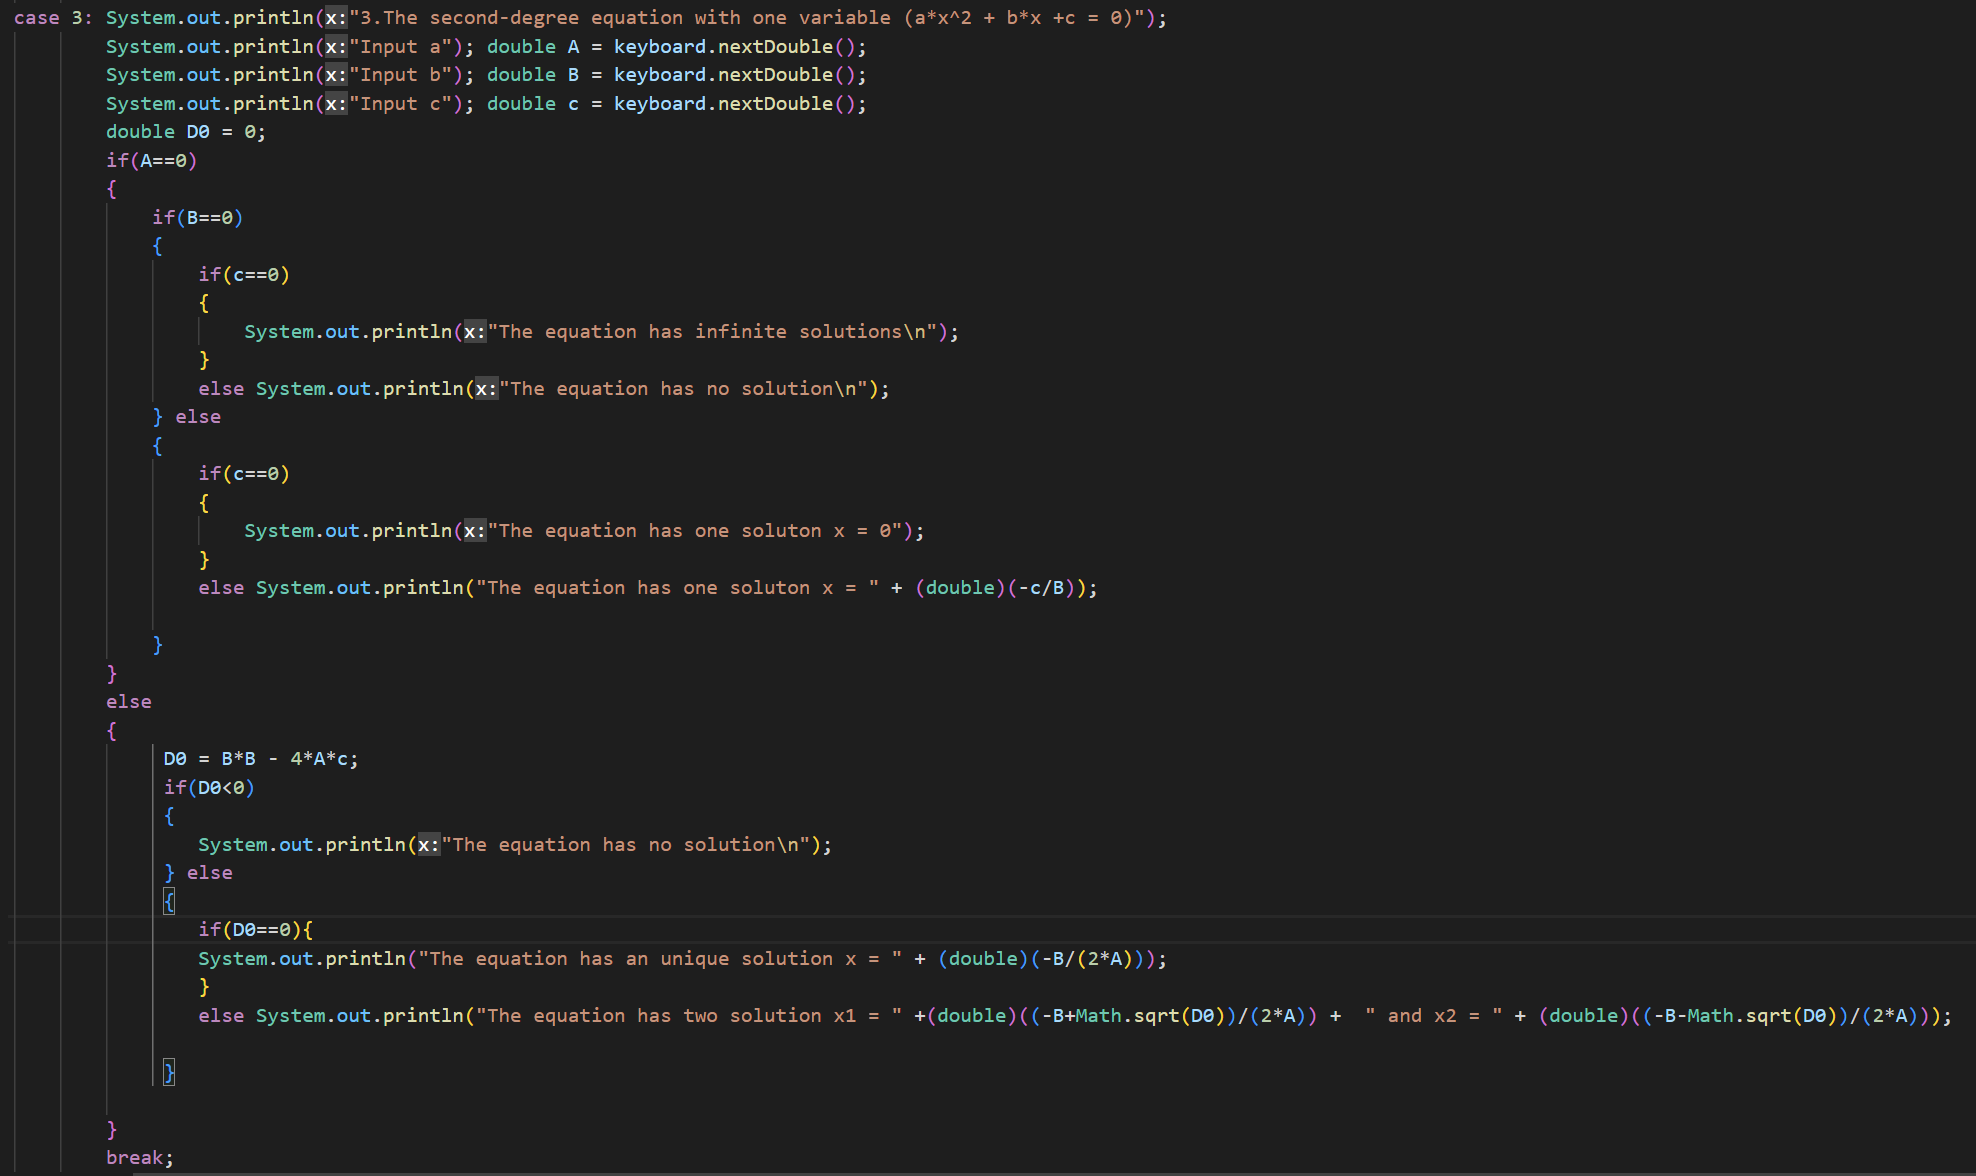 case 3: System.out.println(x:"3.The second-degree equation with one variable (a*x^2 + b*x +c = 0)");
System.out.println(x:"Input a"); double A = keyboard.nextDouble();
System.out.println(x:"Input b"); double B = keyboard.nextDouble();
System.out.println(x:"Input c"); double c = keyboard.nextDouble();
double D0 = 0;
if(A==0)
{
if(B==0)
{
if(c==0)
{
System.out.println(x:"The equation has infinite solutions\n");
}
else System.out.println(x:"The equation has no solution\n");
} else
{
if(c==0)
{
System.out.println(x:"The equation has one soluton x = 0");
}
else System.out.println("The equation has one soluton x = " + (double)(-c/B));
}
}
else
{
D0 = B*B - 4*A*c;
if(D0<0)
{
System.out.println(x:"The equation has no solution\n");
} else
{
if(D0==0){
System.out.println("The equation has an unique solution x = " + (double)(-B/(2*A)));
}
else System.out.println("The equation has two solution x1 = " +(double)((-B+Math.sqrt(D0))/(2*A)) +  " and x2 = " + (double)((-B-Math.sqrt(D0))/(2*A)));
}
}
break;